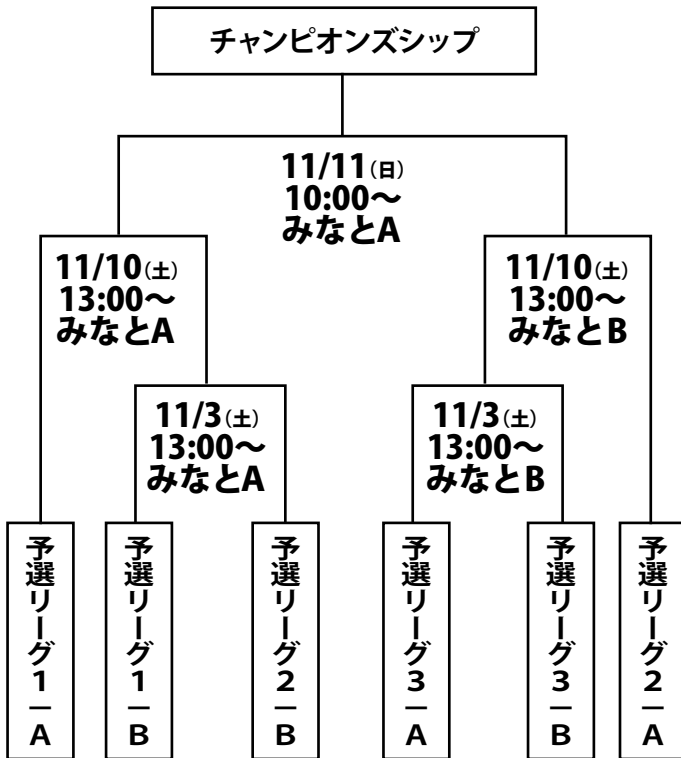 チャンピオンズシップ
11/11(日)
10:00〜
みなとA
11/10(土)
13:00〜
みなとA
11/10(土)
13:00〜
みなとB
11/3(土)
13:00〜
みなとA
11/3(土)
13:00〜
みなとB
予選リーグ1ーA
予選リーグ1ーB
予選リーグ2ーB
予選リーグ3ーA
予選リーグ3ーB
予選リーグ2ーA